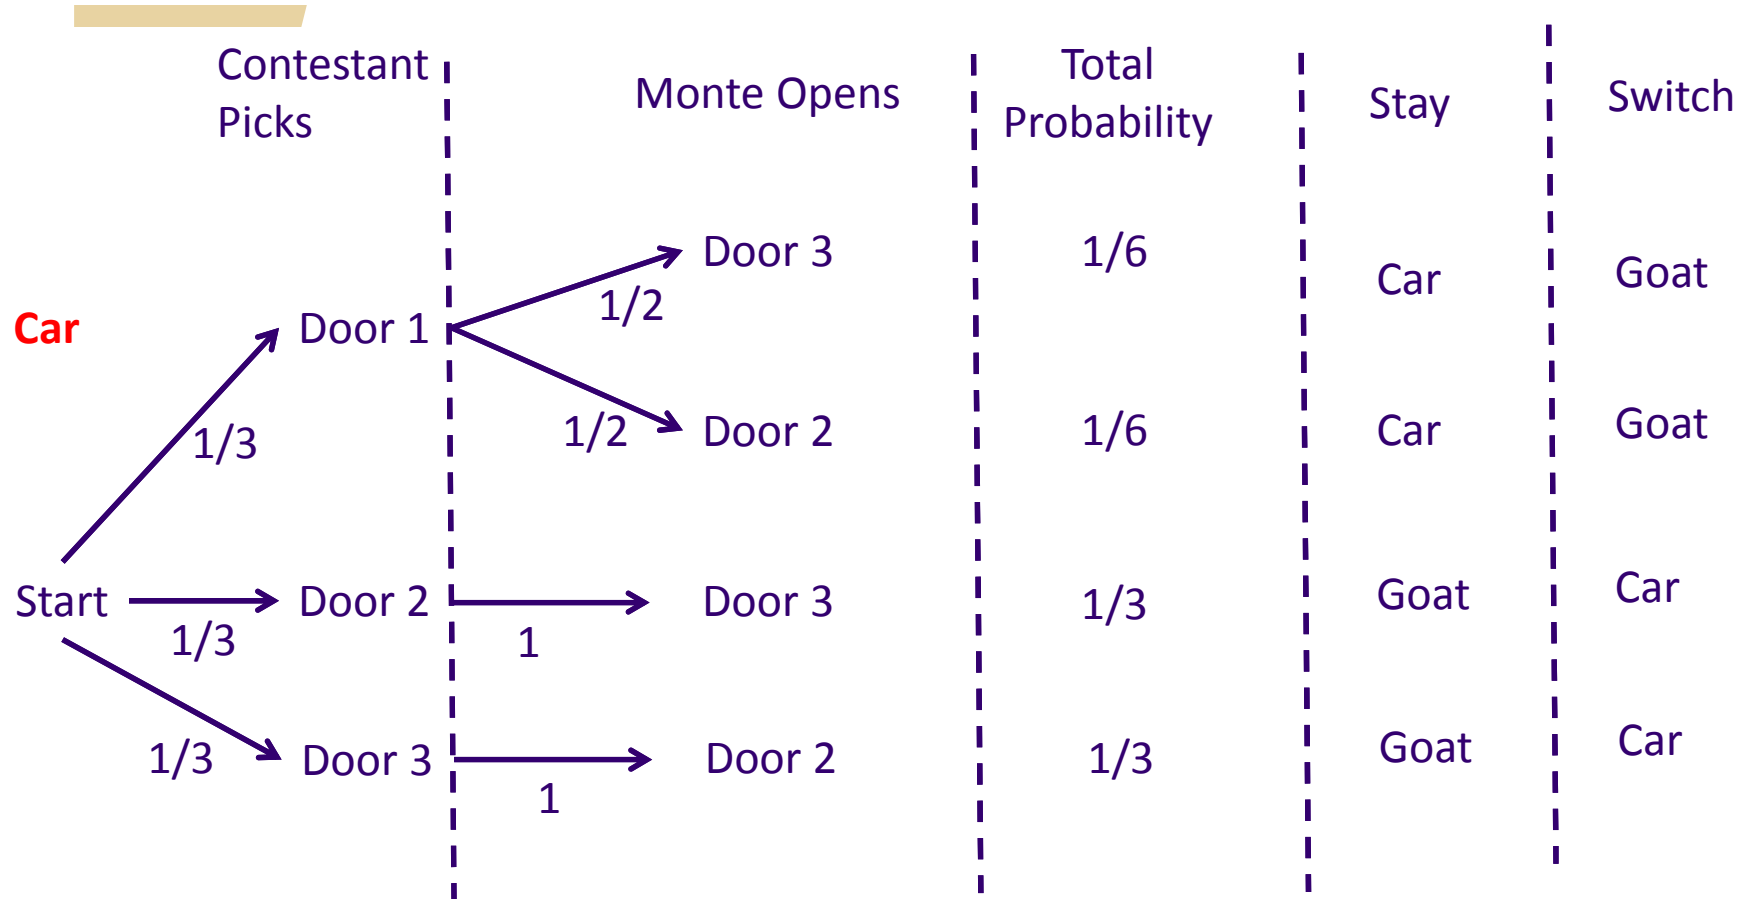 Contestant
Picks
Monte Opens
Total
Probability
Stay
Switch
Door 3
1/6
Car
Goat
1/2
Car
Door 1
1/3
1/2
Door 2
1/6
Car
Goat
Start
1/3
Door 2
1
Door 3
1/3
Goat
Car
1/3
Door 3
1
Door 2
1/3
Goat
Car